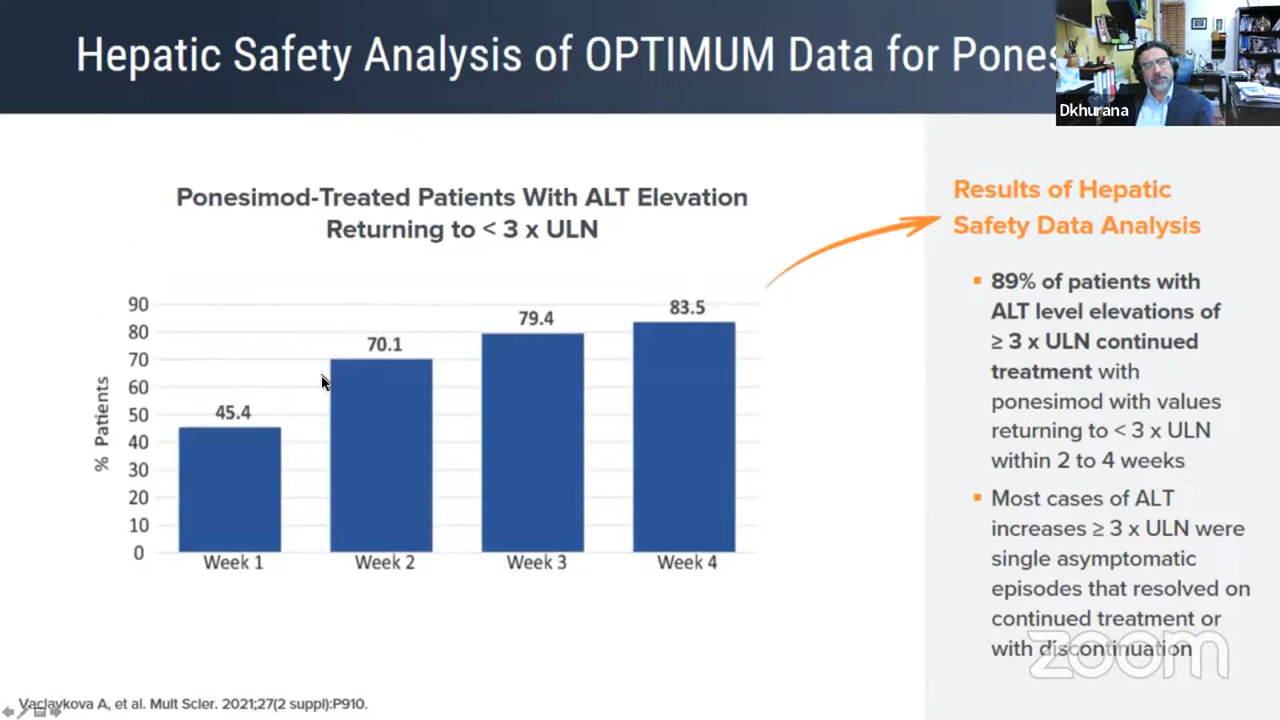 Hepatic Safety Analysis of OPTIMUM Data for Pones
Dkhurana
Ponesimod-Treated Patients With ALT Elevation
Returning to < 3 x ULN
% Patients
90
80
70
60
50
40
30
20
10
0
45.4
70.1
79.4
83.5
Week 1
Week 2
Week 3
Week 4
Results of Hepatic
Safety Data Analysis
▪ 89% of patients with
ALT level elevations of
≥ 3 x ULN continued
treatment with
ponesimod with values
returning to < 3 x ULN
within 2 to 4 weeks
▪ Most cases of ALT
increases ≥ 3 x ULN were
single asymptomatic
episodes that resolved on
continued treatment or
with discontinuation
zoom
Vaclavkova A, et al. Mult Scler. 2021;27(2 suppl):P910.